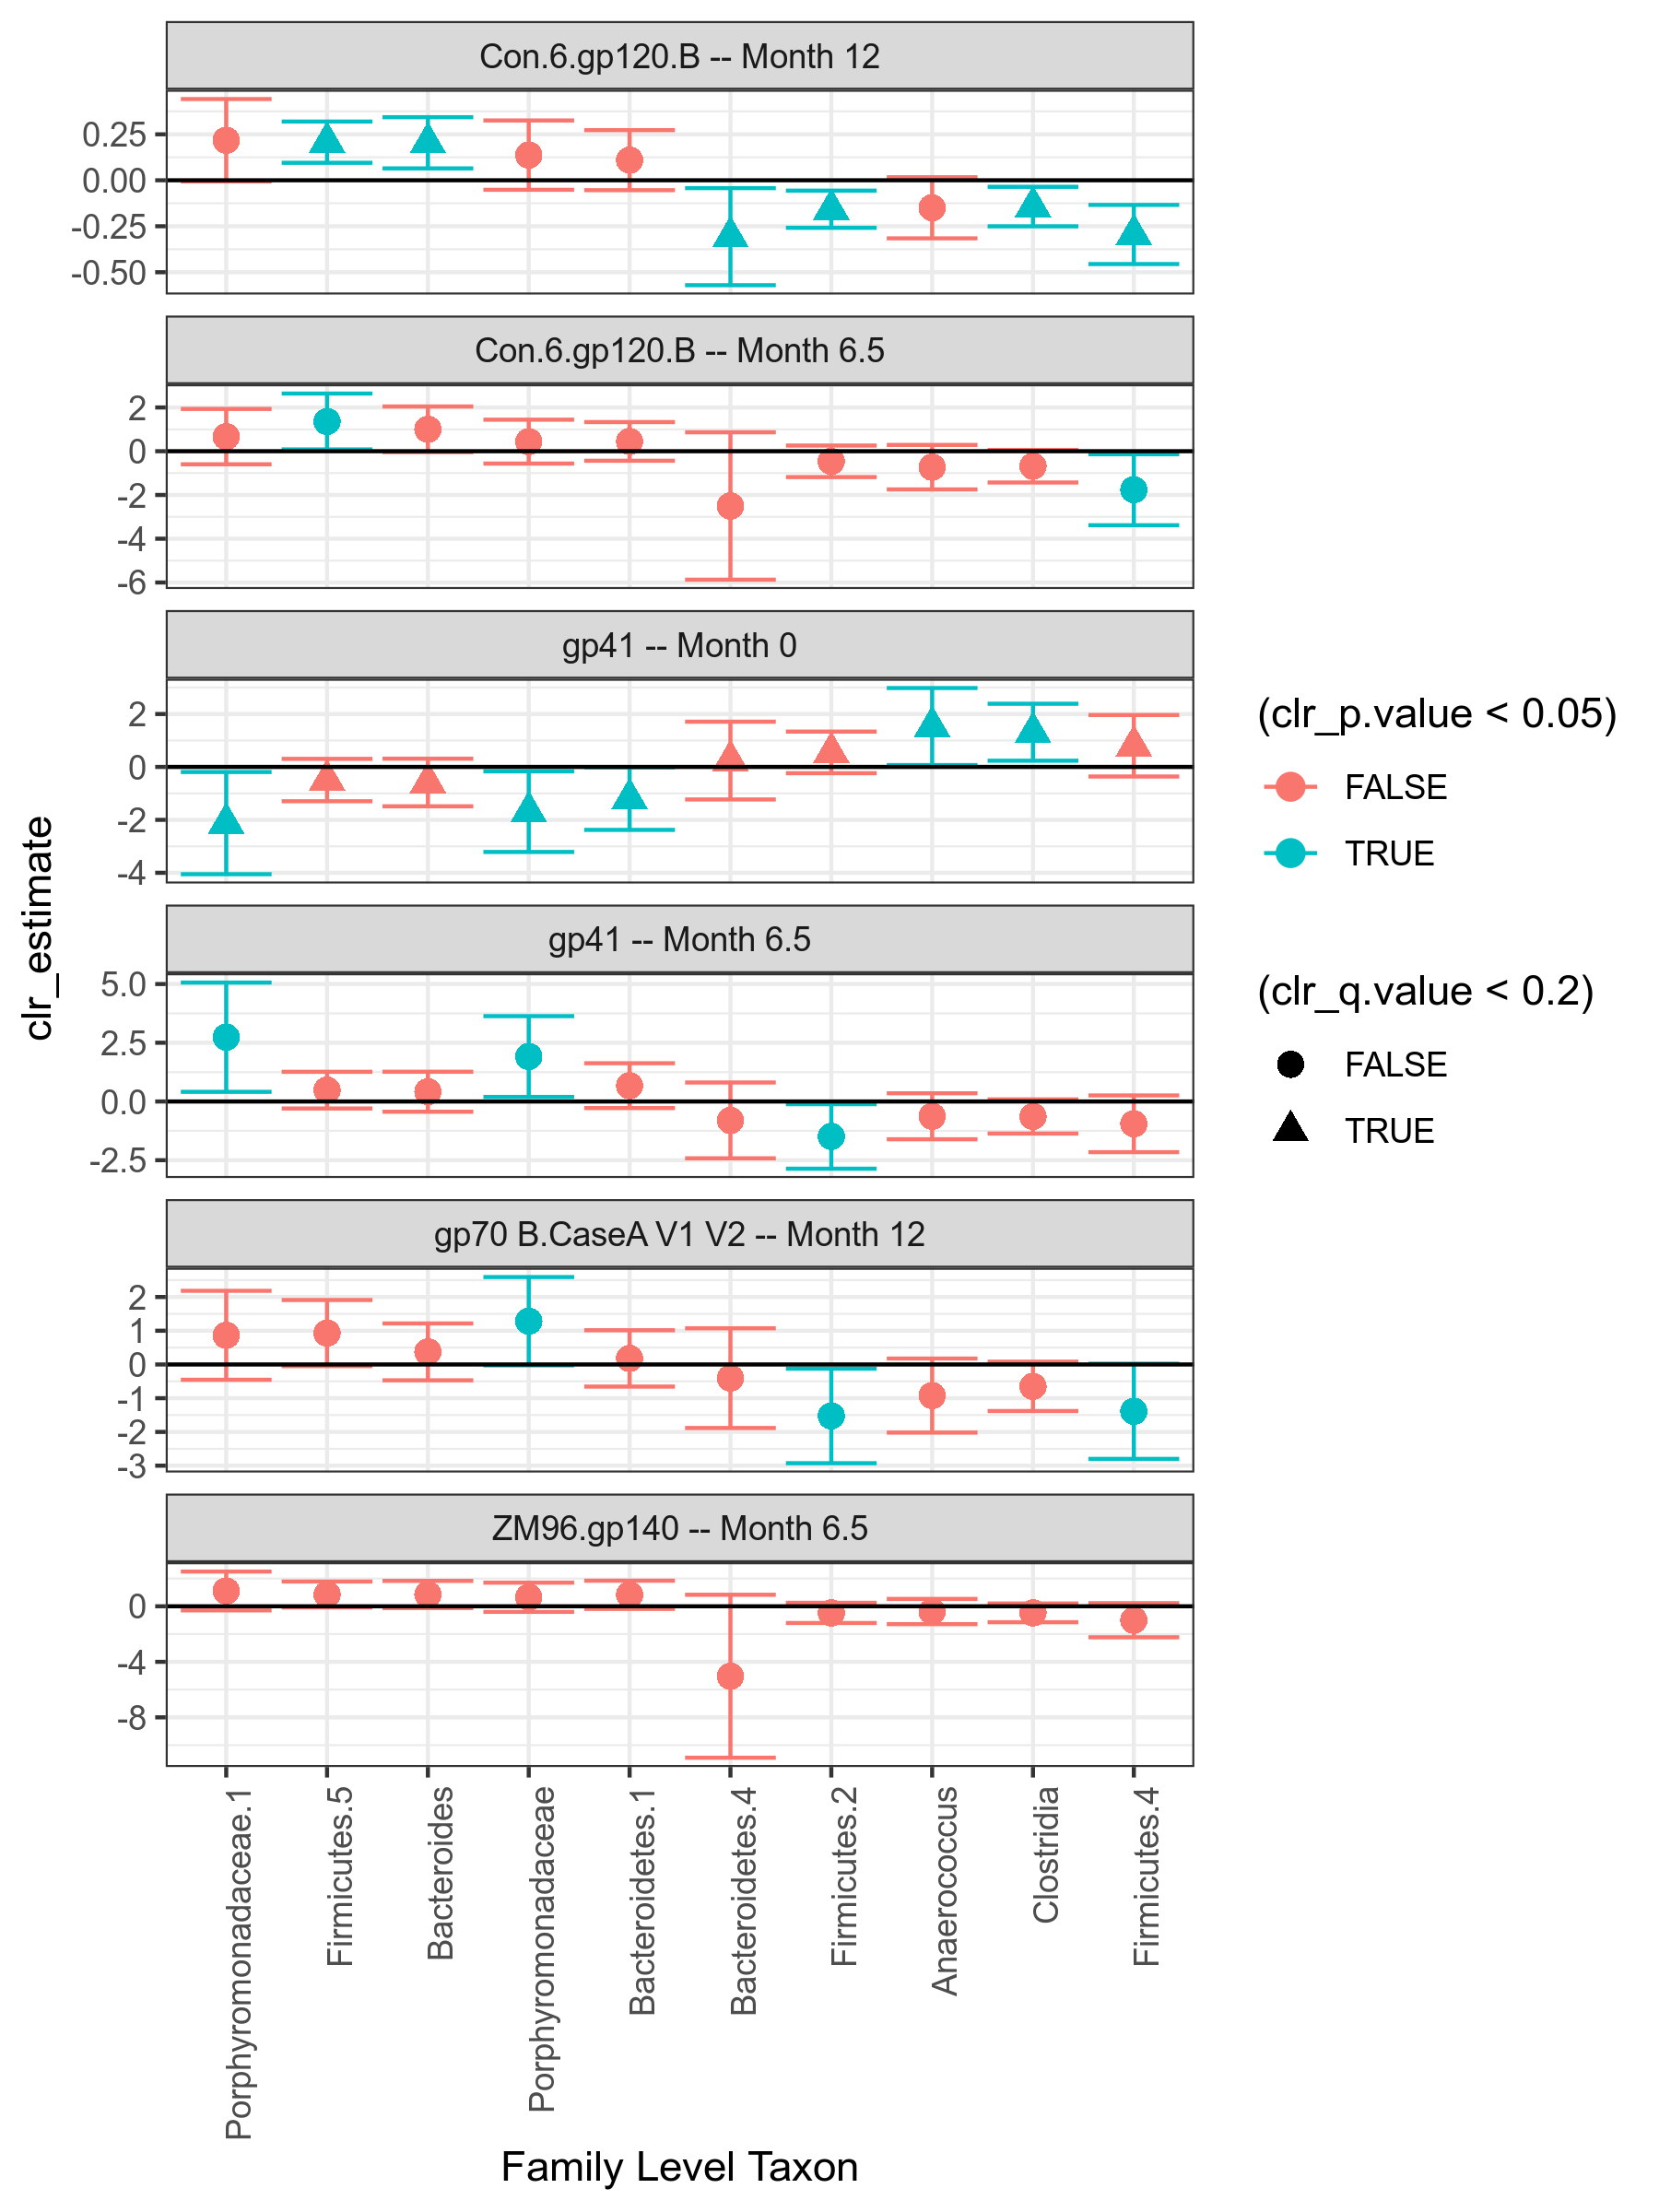 Con.6.gp120.B -- Month 12
0.25
0.00
-0.25
-0.50
Con.6.gp120.B -- Month 6.5
2
0
-2
-4
-6
gp41 -- Month 0
2
0
-2
-4
gp41 -- Month 6.5
5.0
2.5
0.0
-2.5
gp70 B.CaseA V1 V2 -- Month 12
2
1
0
-1
-2
-3
ZM96.gp140 -- Month 6.5
0
-4
-8
clr_estimate
Porphyromonadaceae.1
Firmicutes.5
Bacteroides
Porphyromonadaceae
Bacteroidetes.1
Bacteroidetes.4
Firmicutes.2
Anaerococcus
Clostridia
Firmicutes.4
Family Level Taxon
(clr_p.value < 0.05)
FALSE
TRUE
(clr_q.value < 0.2)
FALSE
TRUE